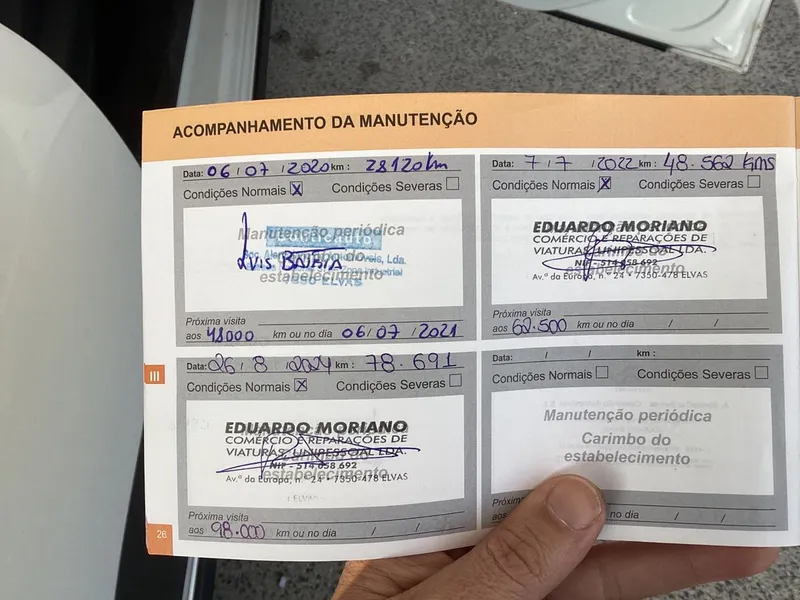 ACOMPANHAMENTO DA MANUTENÇÃO
Data: 06 / 07 / 2020 km : 28120 km
Condições Normais X Condições Severas
Manutenção periódica
Carimbo do
estabelecimento
Luis BATISTA
7350 ELVAS
Próxima visita
aos 48000 km ou no dia 06 / 07 / 2021
Data: 7 / 7 / 2022 km : 48.562 Kms
Condições Normais X Condições Severas
EDUARDO MORIANO
COMÉRCIO E REPARAÇÕES DE
VIATURAS, UNIPESSOAL LDA.
NIF - 514 058 692
estabelecimento
Av.ª da Europa, n.º 24 • 7350-478 ELVAS
Próxima visita
aos 62.500 km ou no dia / /
III
Data: 26 / 8 / 2024 km : 78.691
Condições Normais X Condições Severas
EDUARDO MORIANO
COMÉRCIO E REPARAÇÕES DE
VIATURAS, UNIPESSOAL LDA.
NIF - 514 058 692
estabelecimento
Av.ª da Europa, n.º 24 • 7350-478 ELVAS
Próxima visita
aos 98.000 km ou no dia / /
Data: / / km :
Condições Normais Condições Severas
Manutenção periódica
Carimbo do
estabelecimento
no dia / /
26